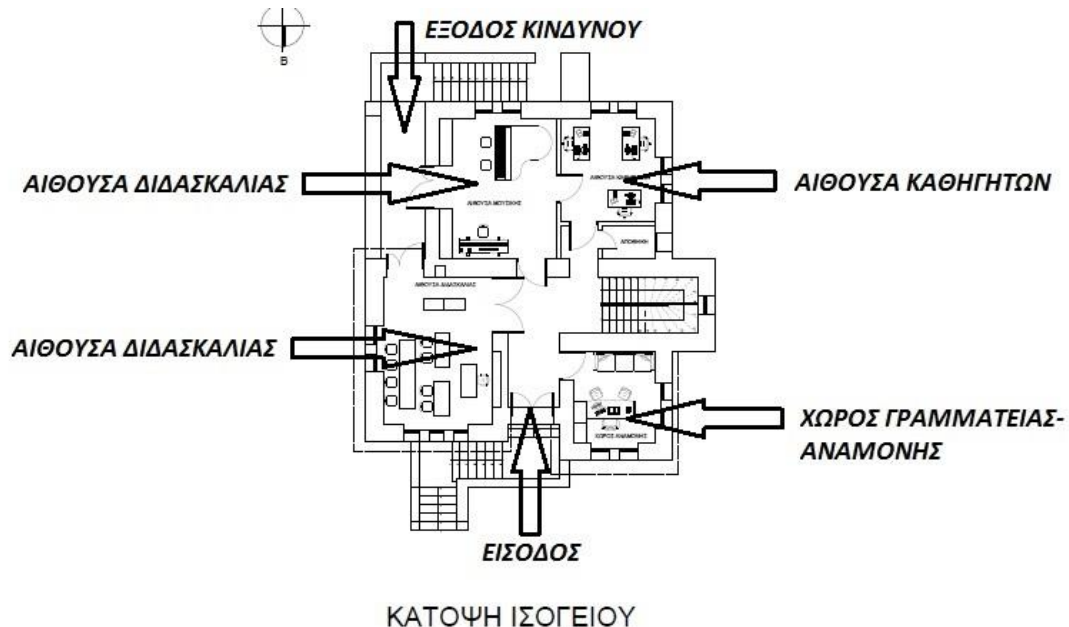 ΕΞΟΔΟΣ ΚΙΝΔΥΝΟΥ
Β
ΑΙΘΟΥΣΑ ΔΙΔΑΣΚΑΛΙΑΣ
ΑΙΘΟΥΣΑ ΚΑΘΗΓΗΤΩΝ
ΑΙΘΟΥΣΑ ΜΟΥΣΙΚΗΣ
ΑΠΟΘΗΚΗ
ΑΙΘΟΥΣΑ ΔΙΔΑΣΚΑΛΙΑΣ
ΑΙΘΟΥΣΑ ΔΙΔΑΣΚΑΛΙΑΣ
ΧΩΡΟΣ ΓΡΑΜΜΑΤΕΙΑΣ-
ΑΝΑΜΟΝΗΣ
ΧΩΡΟΣ ΑΝΑΜΟΝΗΣ
ΕΙΣΟΔΟΣ
ΚΑΤΟΨΗ ΙΣΟΓΕΙΟΥ